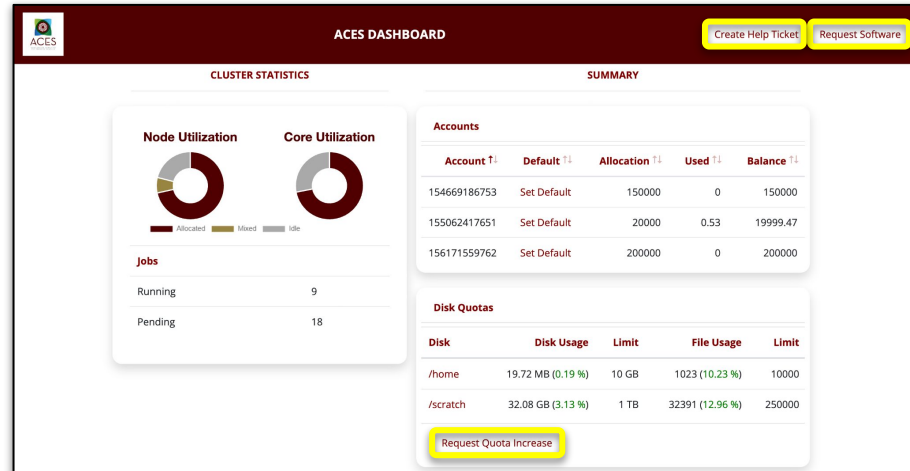 ACES
ACES DASHBOARD
Create Help Ticket
Request Software
CLUSTER STATISTICS
Node Utilization Core Utilization
Allocated Mixed Idle
Jobs
Running 9
Pending 18
SUMMARY
Accounts
Account ↑↓ Default ↑↓ Allocation ↑↓ Used ↑↓ Balance ↑↓
154669186753 Set Default 150000 0 150000
155062417651 Set Default 20000 0.53 19999.47
156171559762 Set Default 200000 0 200000
Disk Quotas
Disk Disk Usage Limit File Usage Limit
/home 19.72 MB (0.19 %) 10 GB 1023 (10.23 %) 10000
/scratch 32.08 GB (3.13 %) 1 TB 32391 (12.96 %) 250000
Request Quota Increase